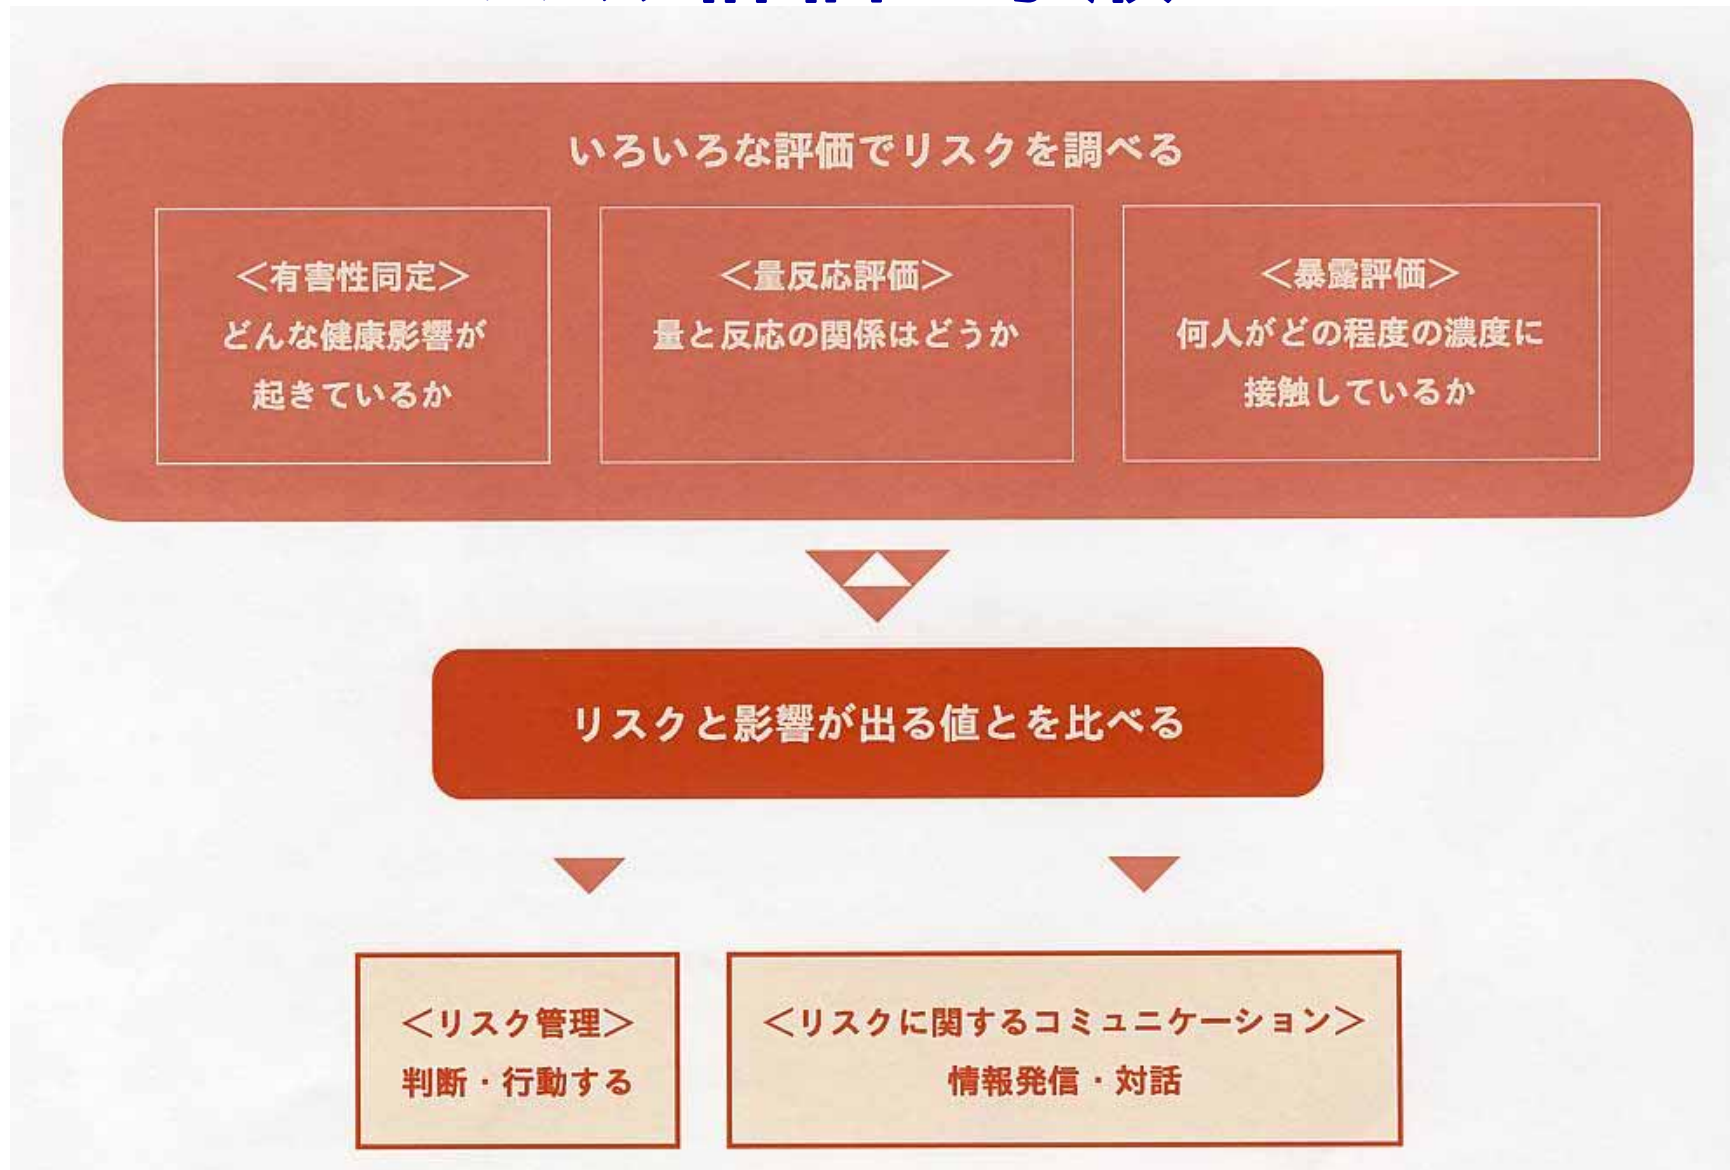 いろいろな評価でリスクを調べる
＜有害性同定＞
どんな健康影響が
起きているか
＜量反応評価＞
量と反応の関係はどうか
＜暴露評価＞
何人がどの程度の濃度に
接触しているか
リスクと影響が出る値とを比べる
＜リスク管理＞
判断・行動する
＜リスクに関するコミュニケーション＞
情報発信・対話